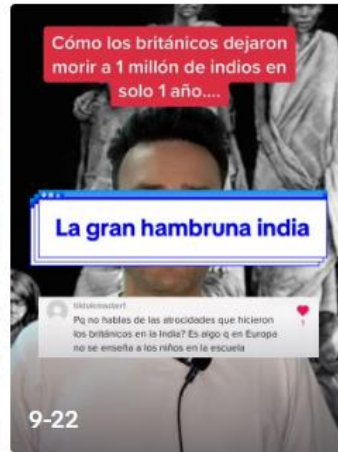 Cómo los británicos dejaron
morir a 1 millón de indios en
solo 1 año....
La gran hambruna india
Pq no hablas de las atrocidades que hicieron
los británicos en la India? Es algo q en Europa
no se enseña a los niños en la escuela
1
9-22